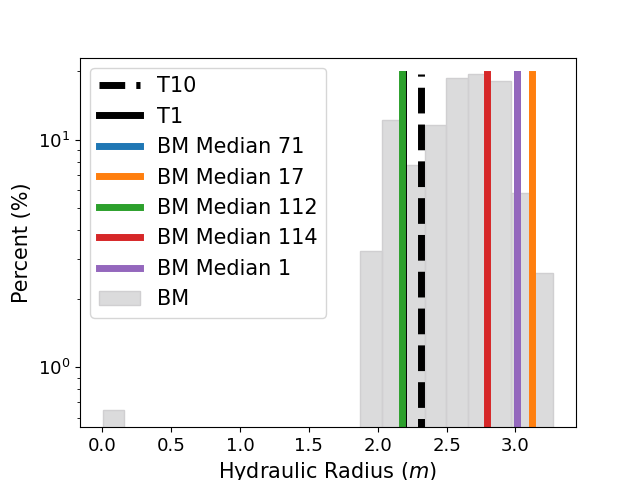 T10
T1
BM Median 71
BM Median 17
BM Median 112
BM Median 114
BM Median 1
BM
Percent (%)
10¹
10⁰
0.0 0.5 1.0 1.5 2.0 2.5 3.0
Hydraulic Radius (m)